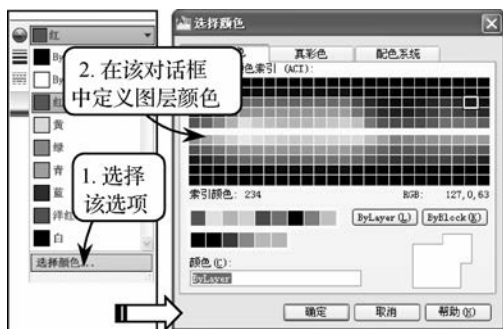 红
选择颜色
By
2. 在该对话框
中定义图层颜色
By
红
黄
绿
青
蓝
洋红
白
1. 选择
该选项
选择颜色...
真彩色
配色系统
色索引 (ACI):
索引颜色: 234
RGB: 127,0,63
ByLayer(L)
ByBlock(K)
颜色(C):
ByLayer
确定
取消
帮助(H)